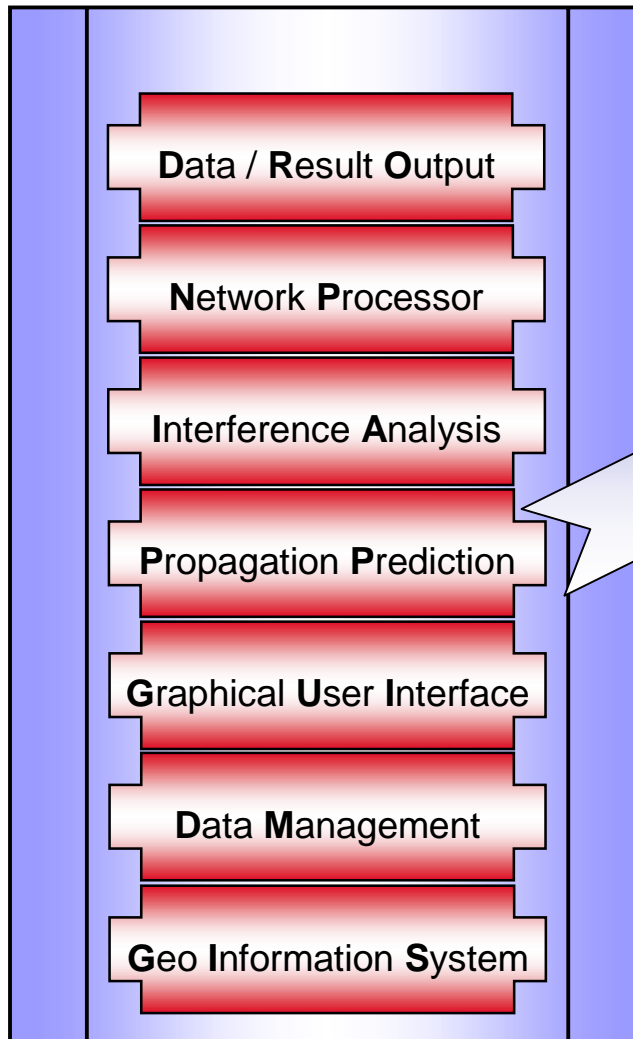 Data / Result Output
Network Processor
Interference Analysis
Propagation Prediction
Graphical User Interface
Data Management
Geo Information System